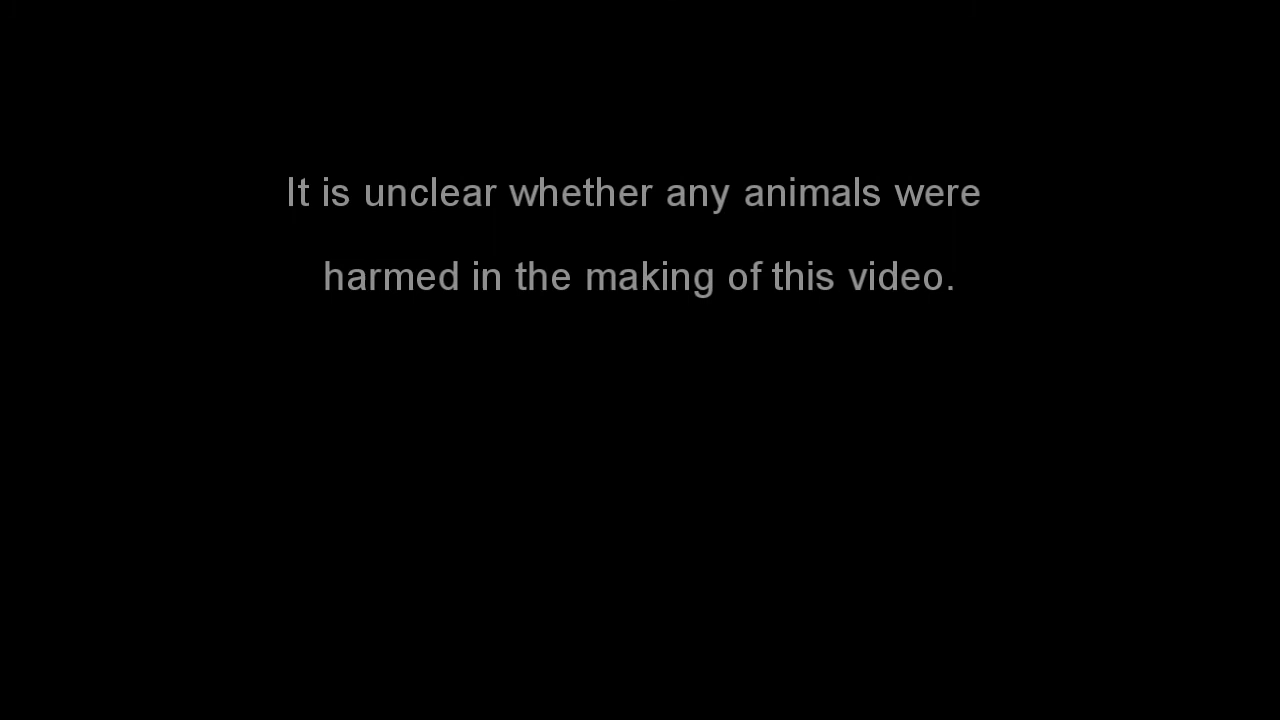 It is unclear whether any animals were
harmed in the making of this video.